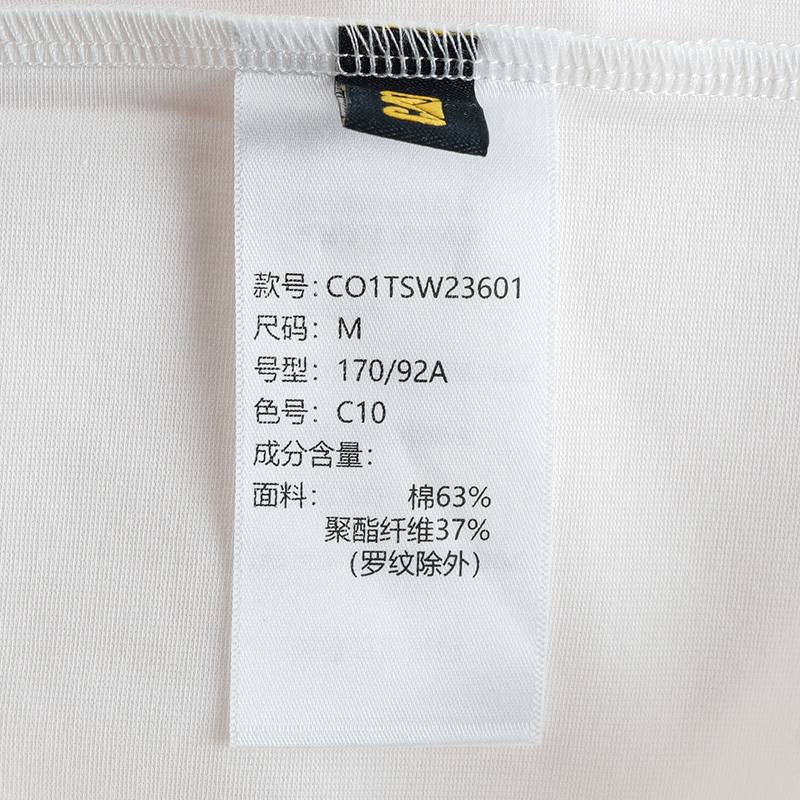 款号: CO1TSW23601
尺码: M
号型: 170/92A
色号: C10
成分含量:
面料: 棉63%
聚酯纤维37%
(罗纹除外)